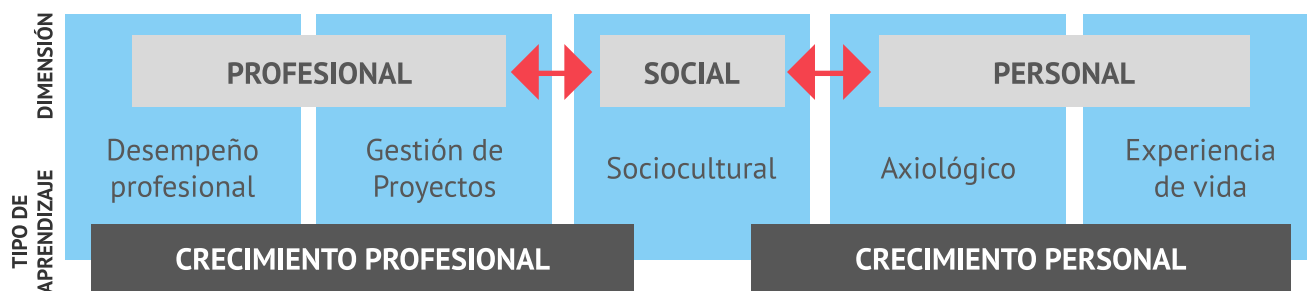 DIMENSIÓN
PROFESIONAL
SOCIAL
PERSONAL
TIPO DE
APRENDIZAJE
Desempeño
profesional
Gestión de
Proyectos
Sociocultural
Axiológico
Experiencia
de vida
CRECIMIENTO PROFESIONAL
CRECIMIENTO PERSONAL